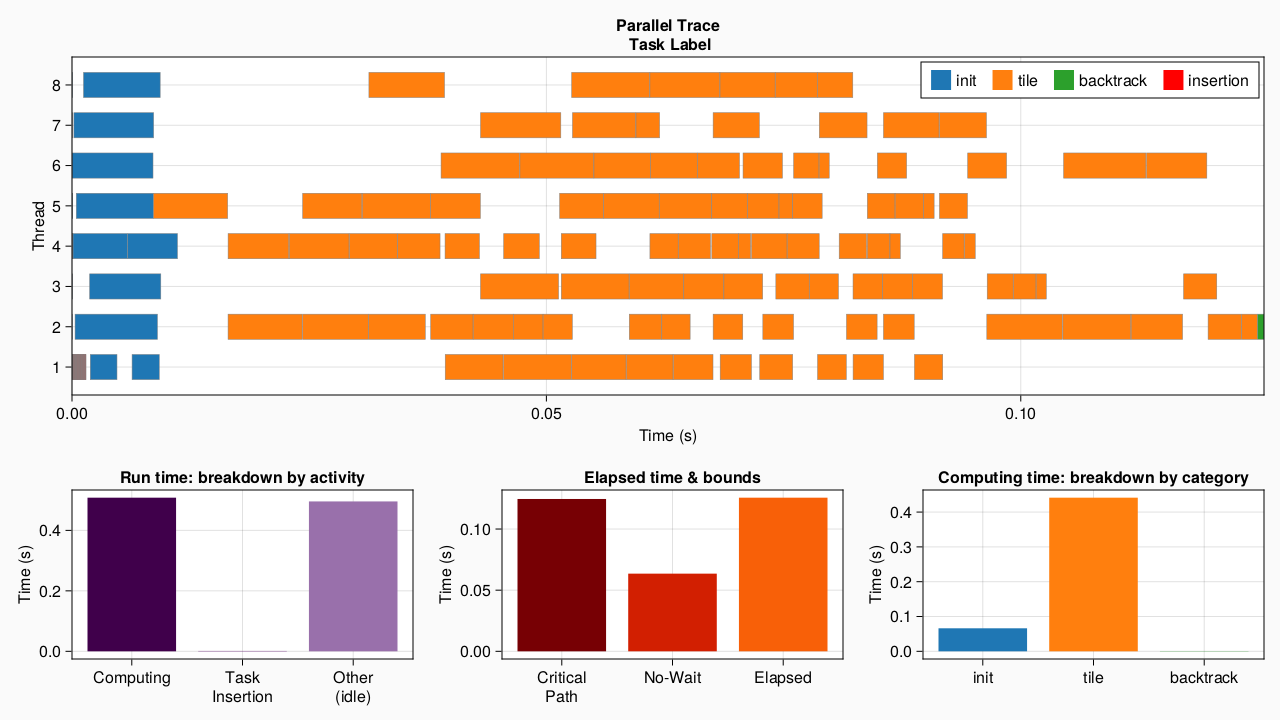 Parallel Trace
Task Label
init tile backtrack insertion
Thread
8
7
6
5
4
3
2
1
0.00 0.05 0.10
Time (s)
Run time: breakdown by activity
Time (s)
0.4
0.2
0.0
Computing Task Insertion Other (idle)
Elapsed time & bounds
Time (s)
0.10
0.05
0.00
Critical Path No-Wait Elapsed
Computing time: breakdown by category
Time (s)
0.4
0.3
0.2
0.1
0.0
init tile backtrack